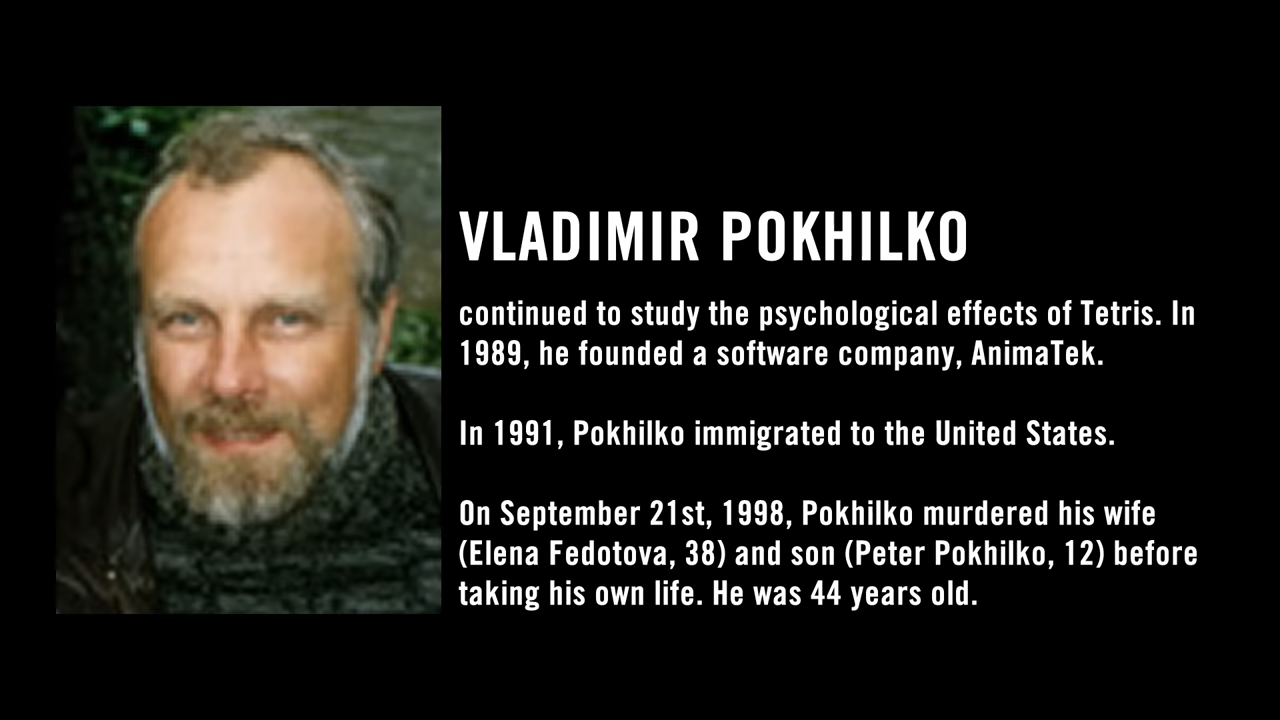 VLADIMIR POKHILKO
continued to study the psychological effects of Tetris. In
1989, he founded a software company, AnimaTek.
In 1991, Pokhilko immigrated to the United States.
On September 21st, 1998, Pokhilko murdered his wife
(Elena Fedotova, 38) and son (Peter Pokhilko, 12) before
taking his own life. He was 44 years old.